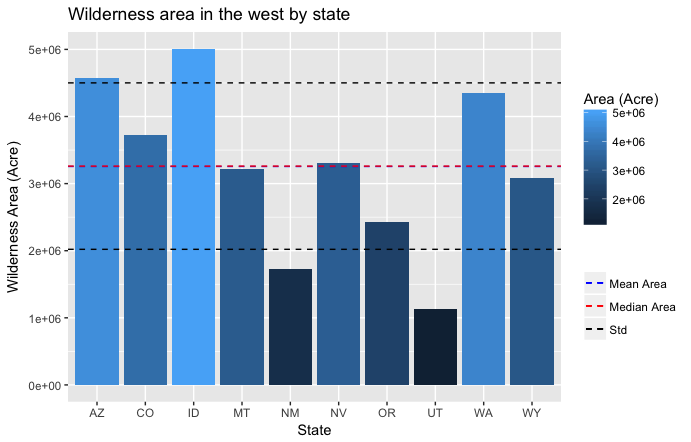 Wilderness area in the west by state
Wilderness Area (Acre)
5e+06
4e+06
3e+06
2e+06
1e+06
0e+00
AZ CO ID MT NM NV OR UT WA WY
State
Area (Acre)
5e+06
4e+06
3e+06
2e+06
Mean Area
Median Area
Std